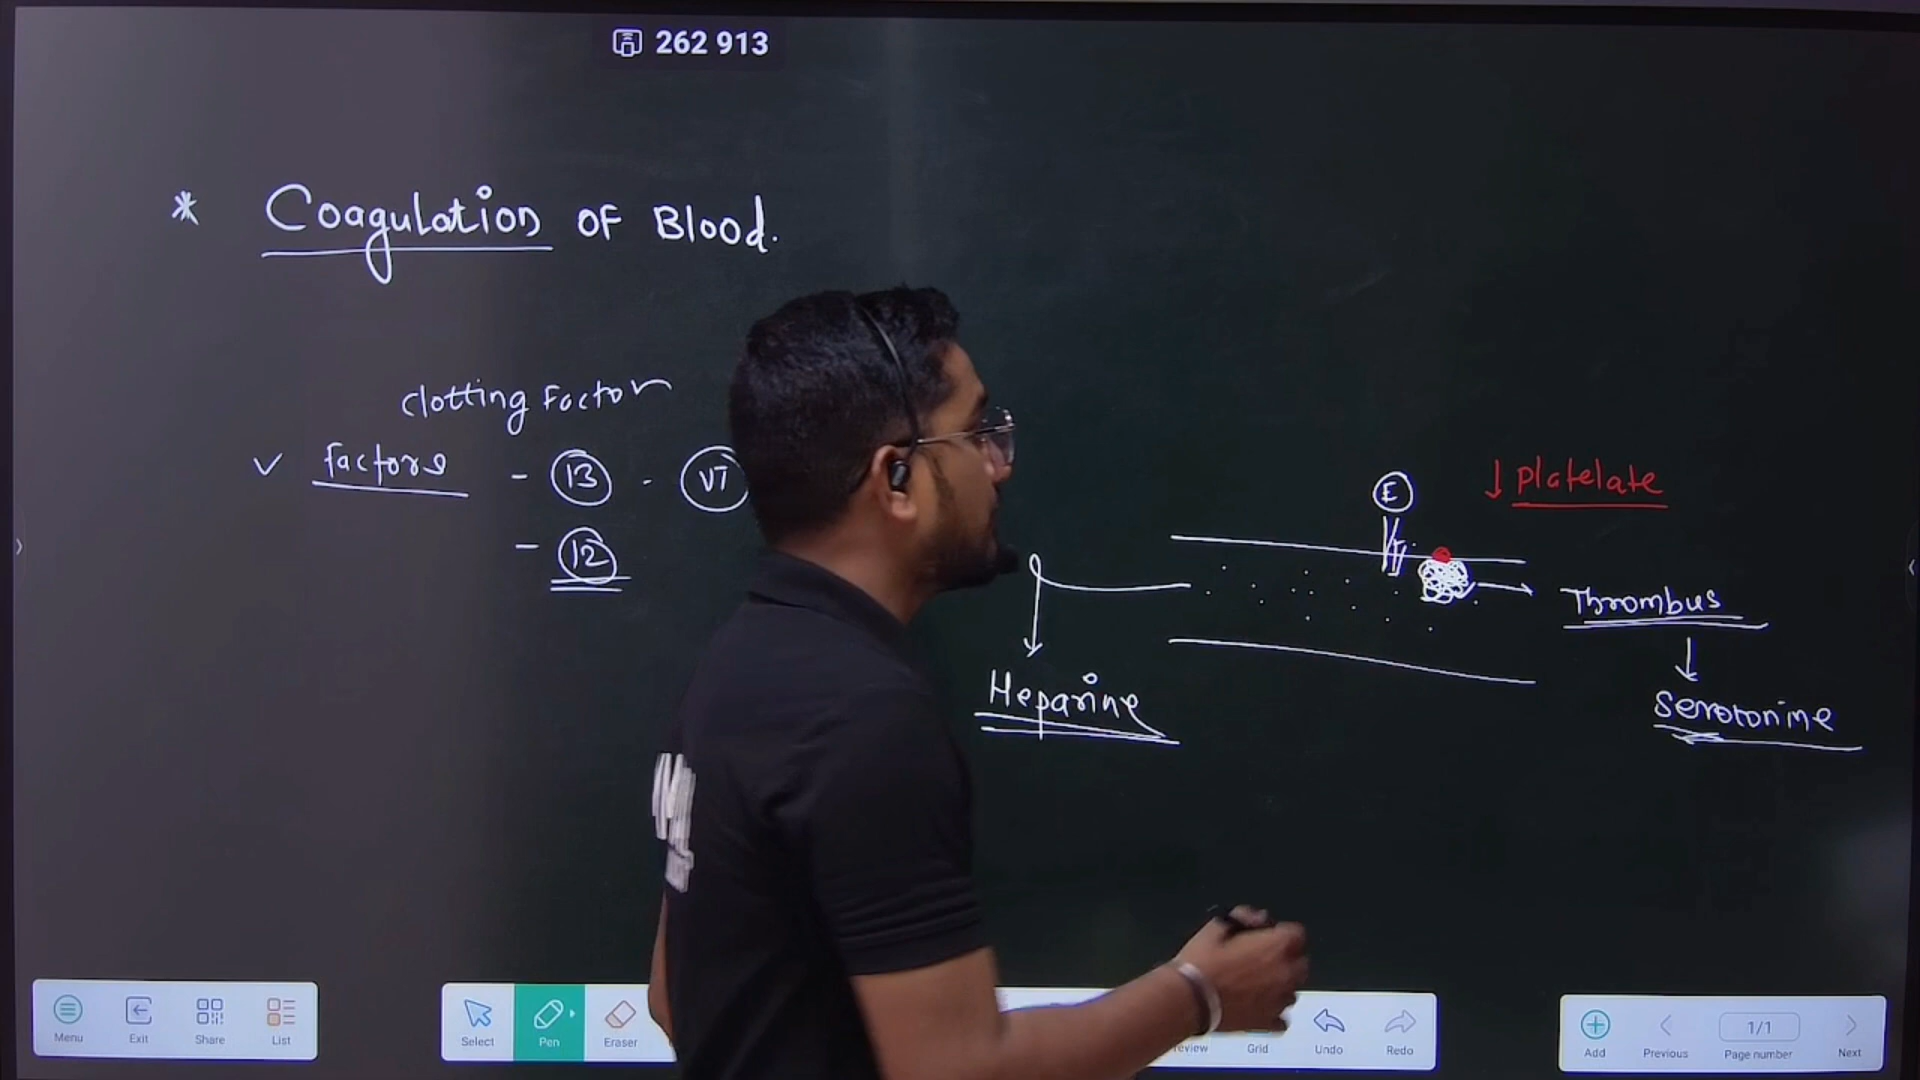 262 913
* Coagulation of Blood.
Clotting Factor
✓ factors - 13 - VI
- 12
E
↓ platelate
Thrombus
Serotonine
Heparine
Menu Exit Share List
Select Pen Eraser
Grid Undo Redo
Add Previous 1/1 Page number Next